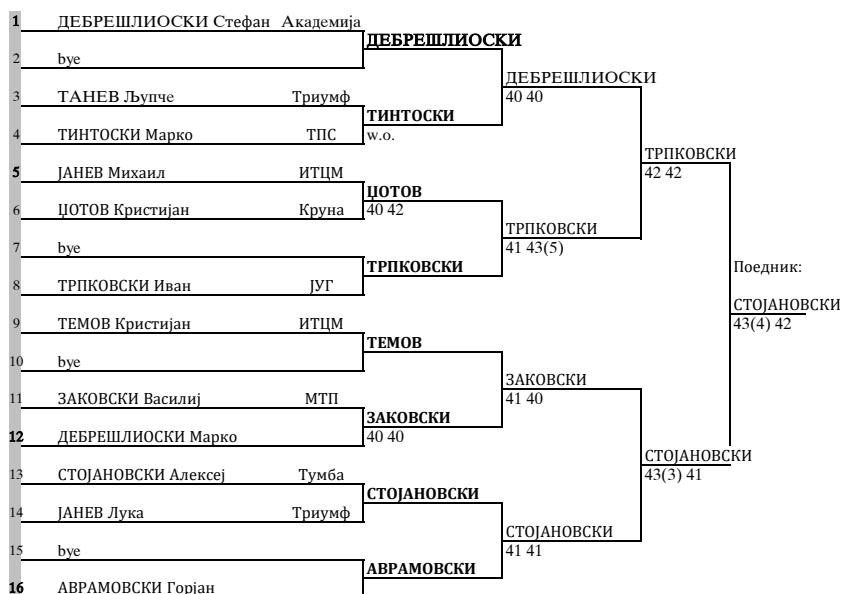 1 ДЕБРЕШЛИОСКИ Стефан Академија
ДЕБРЕШЛИОСКИ
2 bye
ДЕБРЕШЛИОСКИ
3 ТАНЕВ Љупче Триумф
40 40
ТИНТОСКИ
4 ТИНТОСКИ Марко ТПС
w.o.
ТРПКОВСКИ
5 ЈАНЕВ Михаил ИТЦМ
42 42
ЏОТОВ
6 ЏОТОВ Кристијан Круна
40 42
ТРПКОВСКИ
7 bye
41 43(5)
ТРПКОВСКИ
Поедник:
8 ТРПКОВСКИ Иван ЈУГ
СТОЈАНОВСКИ
9 ТЕМОВ Кристијан ИТЦМ
43(4) 42
ТЕМОВ
10 bye
ЗАКОВСКИ
11 ЗАКОВСКИ Василиј МТП
41 40
ЗАКОВСКИ
12 ДЕБРЕШЛИОСКИ Марко
40 40
СТОЈАНОВСКИ
13 СТОЈАНОВСКИ Алексеј Тумба
43(3) 41
СТОЈАНОВСКИ
14 ЈАНЕВ Лука Триумф
СТОЈАНОВСКИ
15 bye
41 41
АВРАМОВСКИ
16 АВРАМОВСКИ Горјан